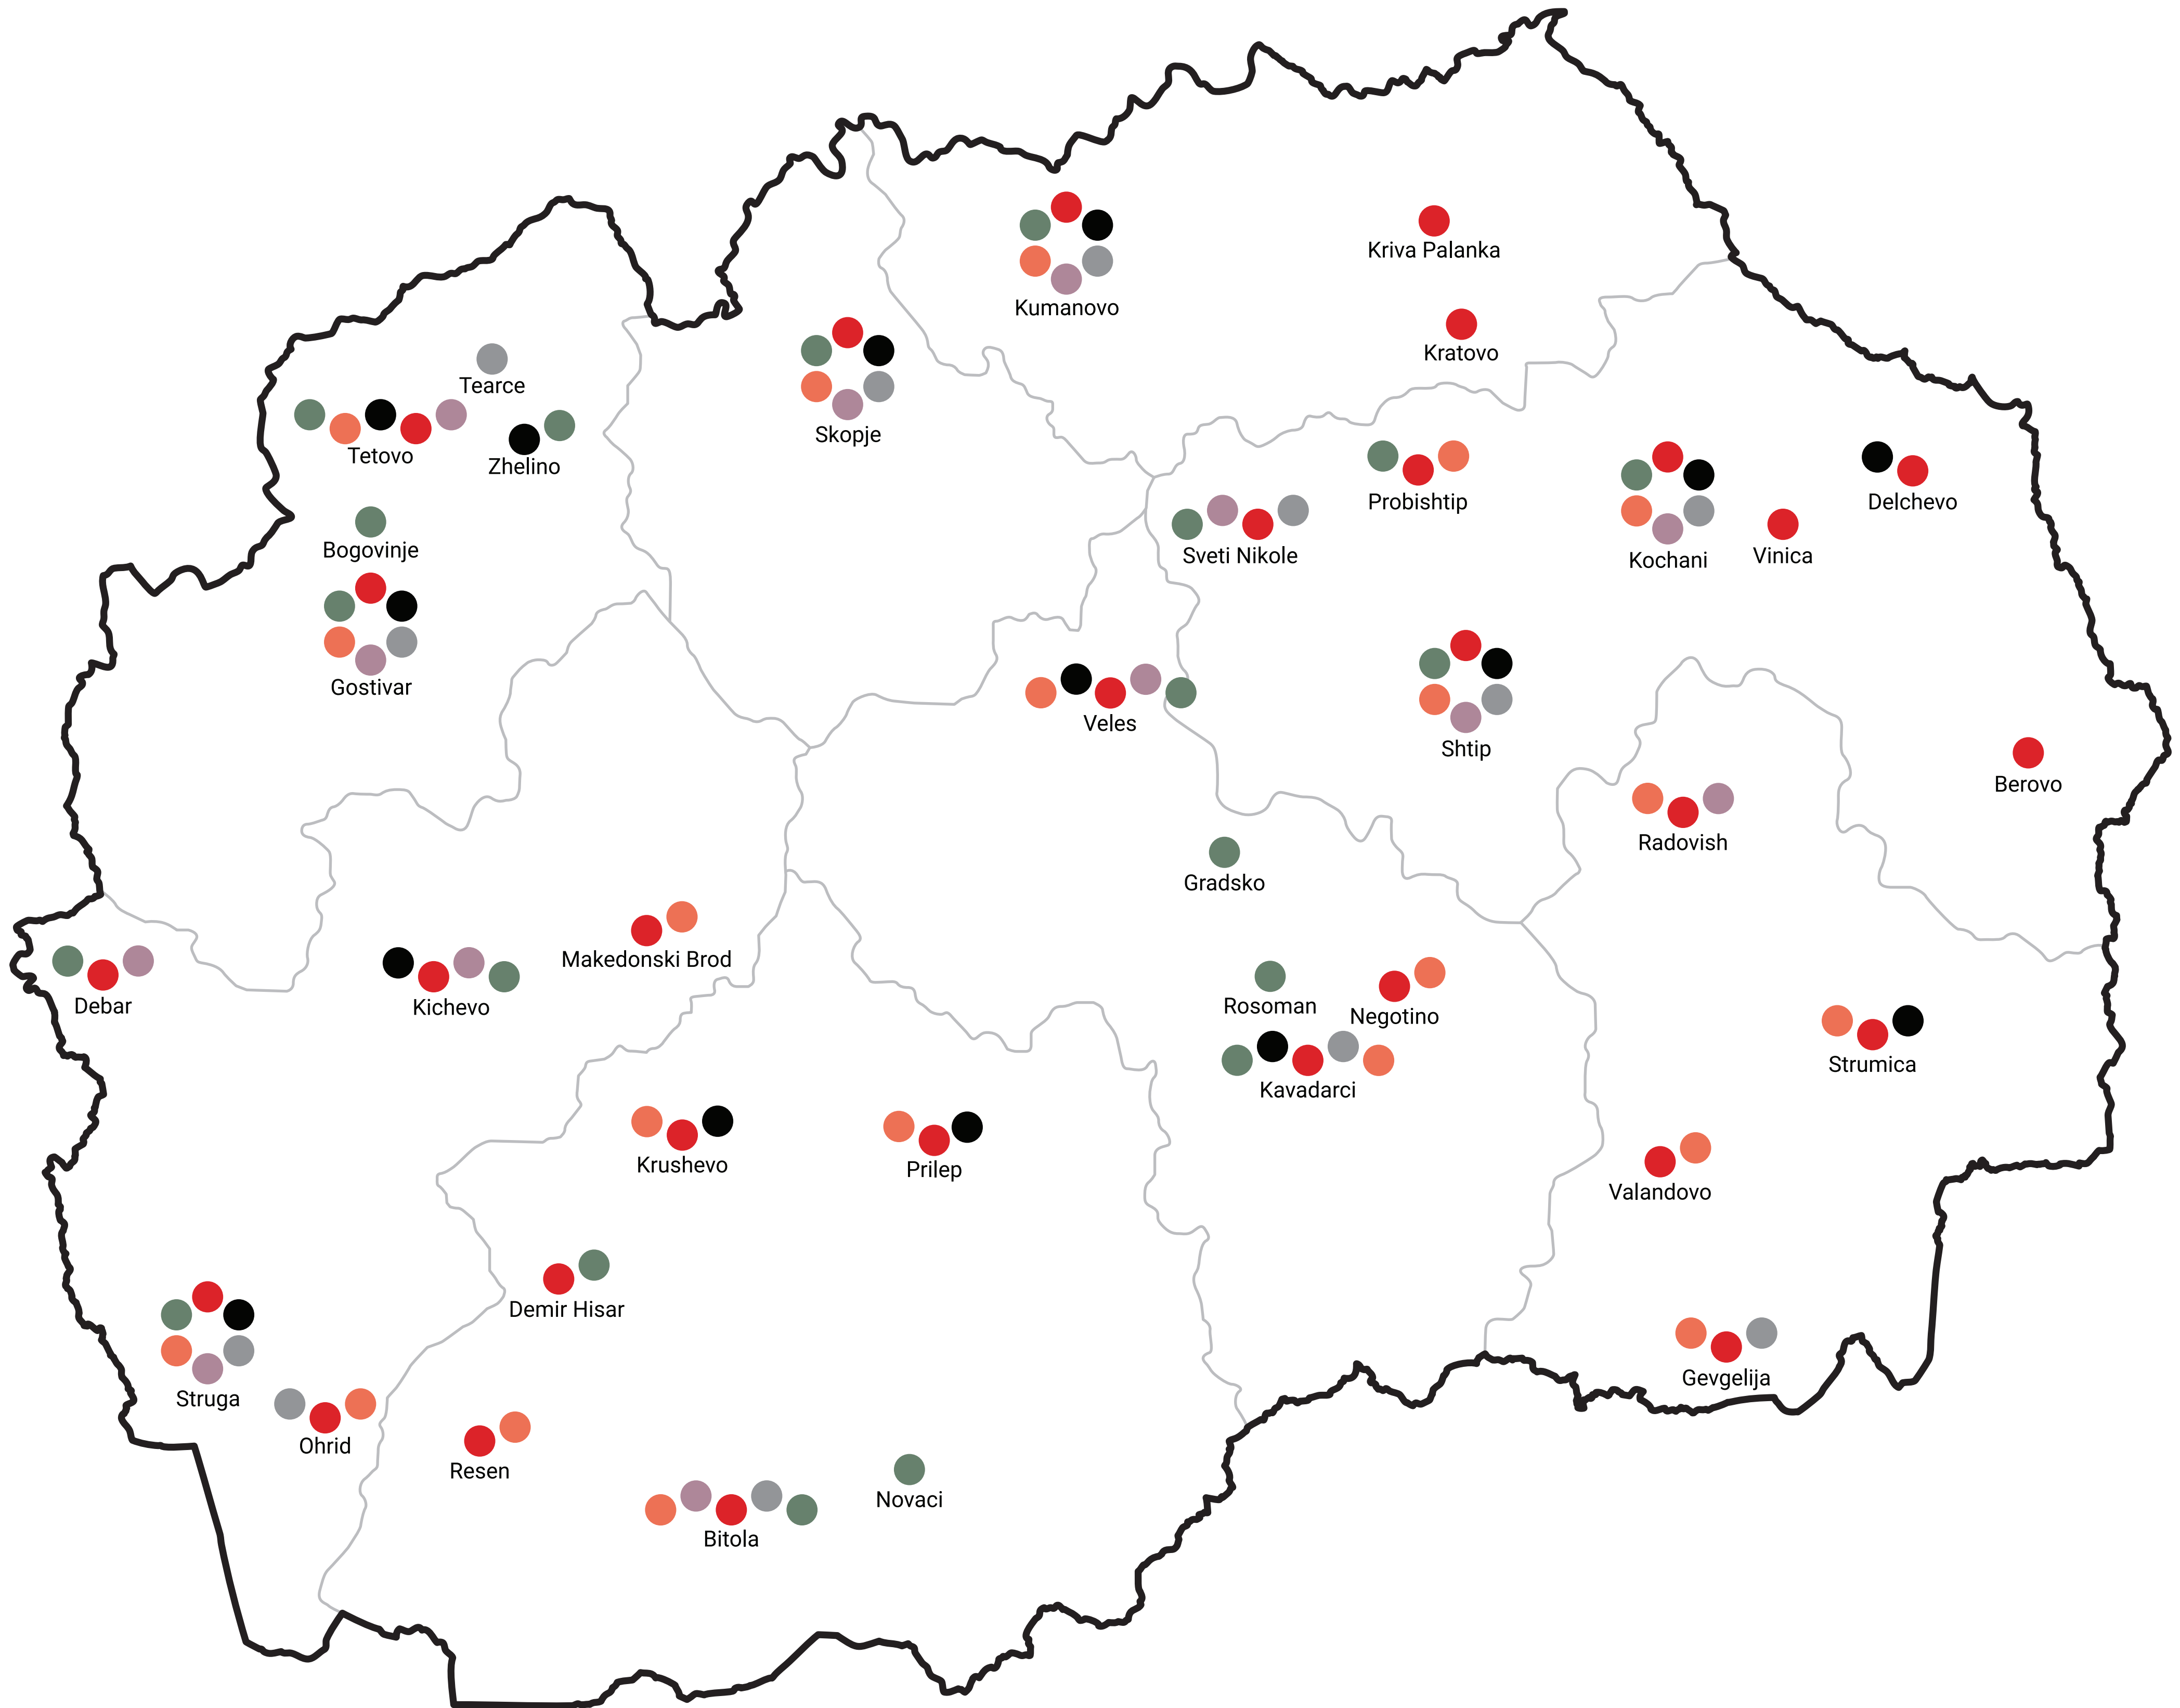 Kriva Palanka
Kumanovo
Kratovo
Tearce
Skopje
Tetovo
Zhelino
Probishtip
Delchevo
Bogovinje
Sveti Nikole
Kochani
Vinica
Gostivar
Veles
Shtip
Berovo
Radovish
Gradsko
Makedonski Brod
Debar
Kichevo
Rosoman
Negotino
Strumica
Kavadarci
Krushevo
Prilep
Valandovo
Demir Hisar
Gevgelija
Struga
Ohrid
Resen
Novaci
Bitola